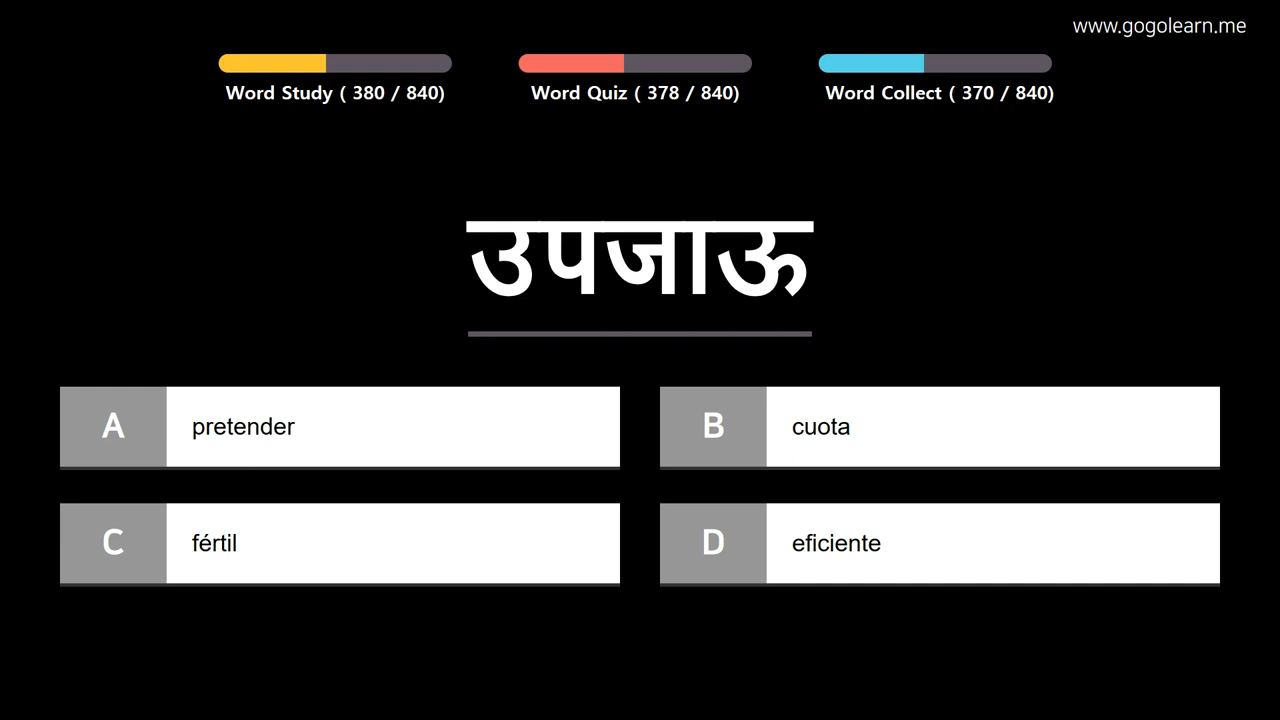 www.gogolearn.me
Word Study ( 380 / 840)
Word Quiz ( 378 / 840)
Word Collect ( 370 / 840)
उपजाऊ
A pretender
B cuota
C fértil
D eficiente